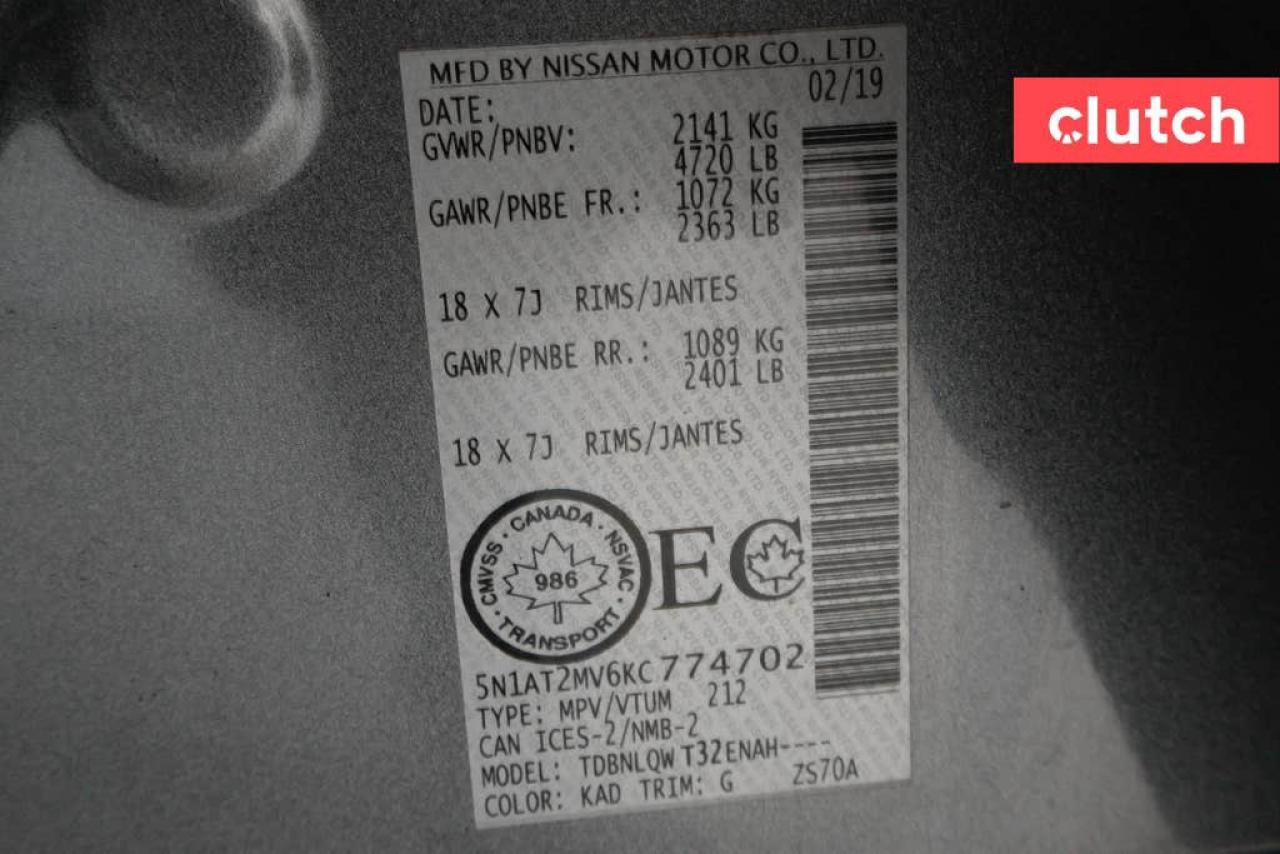 MFD BY NISSAN MOTOR CO., LTD.
DATE: 02/19
GVWR/PNBV: 2141 KG
4720 LB
GAWR/PNBE FR.: 1072 KG
2363 LB
18 X 7J RIMS/JANTES
GAWR/PNBE RR.: 1089 KG
2401 LB
18 X 7J RIMS/JANTES
CANADA · NSVAC · TRANSPORT · CMVSS ·
986
EC
5N1AT2MV6KC774702
TYPE: MPV/VTUM 212
CAN ICES-2/NMB-2
MODEL: TDBNLQW T32ENAH----
COLOR: KAD TRIM: G ZS70A
clutch